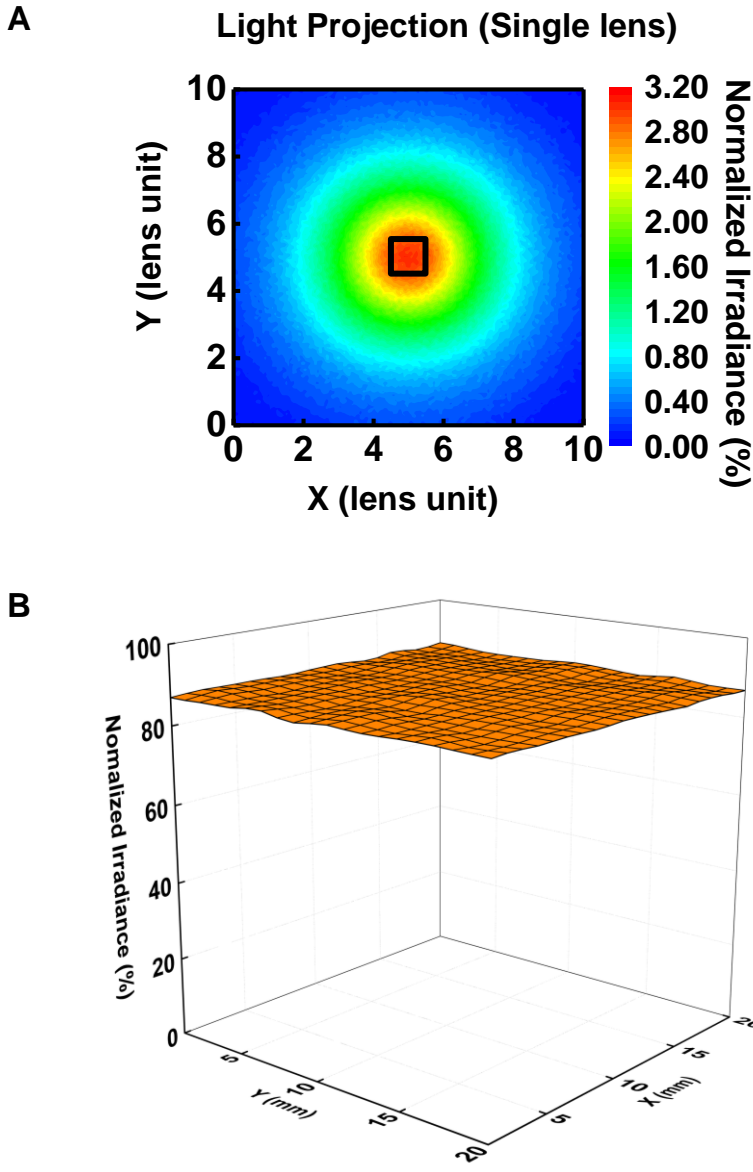 A
Light Projection (Single lens)
10
8
6
4
2
0
Y (lens unit)
0 2 4 6 8 10
X (lens unit)
3.20
2.80
2.40
2.00
1.60
1.20
0.80
0.40
0.00
Normalized Irradiance (%)
B
100
80
60
40
20
0
Nomalized Irradiance (%)
5
10
15
20
Y (mm)
5
10
15
20
X (mm)